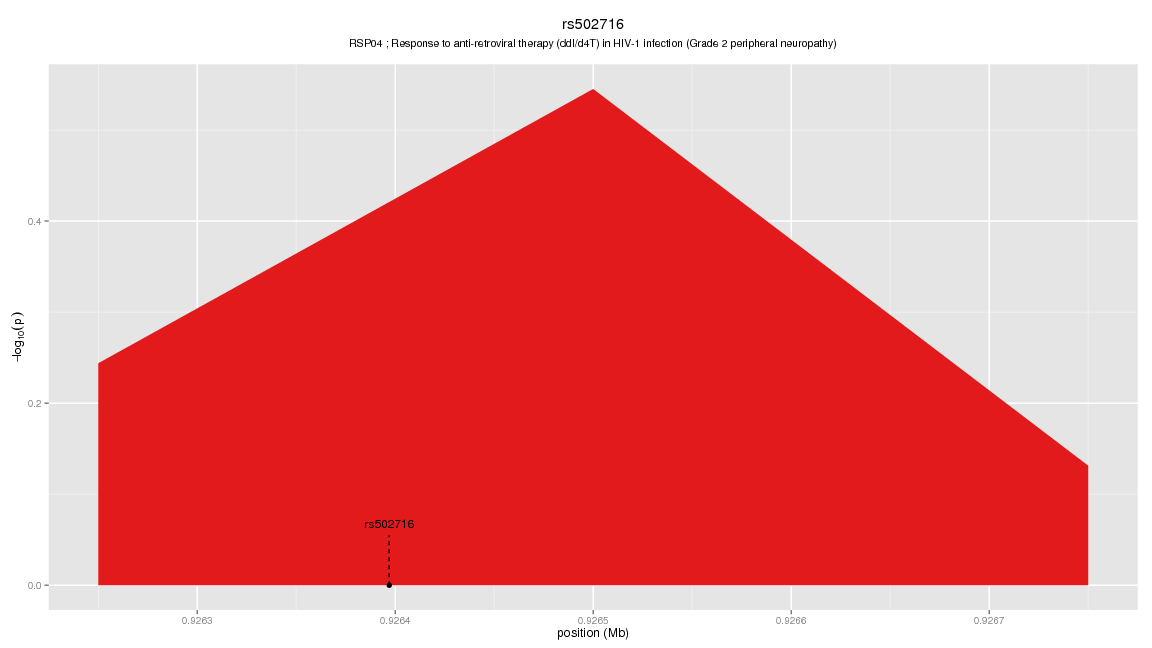 rs502716
RSP04 ; Response to anti-retroviral therapy (ddI/d4T) in HIV-1 infection (Grade 2 peripheral neuropathy)
−log10(p)
0.4
0.2
0.0
rs502716
0.9263 0.9264 0.9265 0.9266 0.9267
position (Mb)